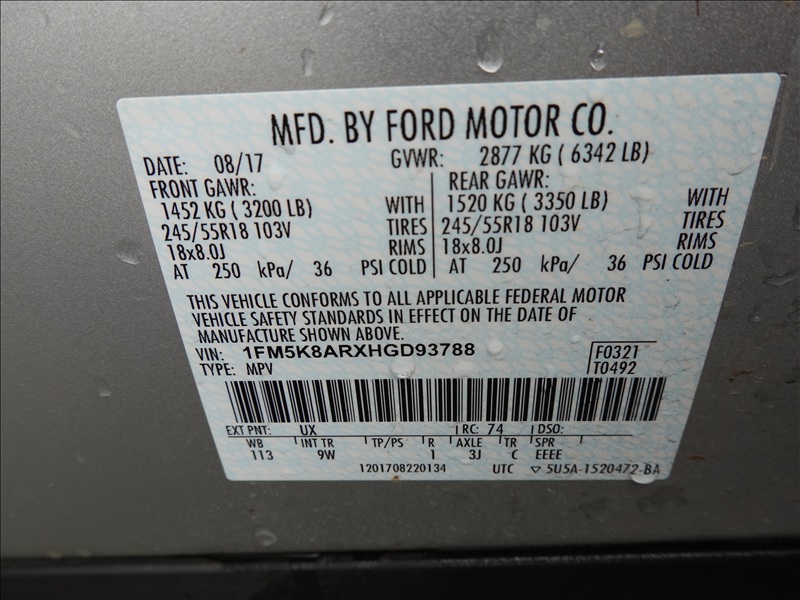 MFD. BY FORD MOTOR CO.
DATE: 08/17 GVWR: 2877 KG ( 6342 LB)
FRONT GAWR: REAR GAWR:
1452 KG ( 3200 LB) WITH 1520 KG ( 3350 LB) WITH
245/55R18 103V TIRES 245/55R18 103V TIRES
18x8.0J RIMS 18x8.0J RIMS
AT 250 kPa/ 36 PSI COLD AT 250 kPa/ 36 PSI COLD
THIS VEHICLE CONFORMS TO ALL APPLICABLE FEDERAL MOTOR
VEHICLE SAFETY STANDARDS IN EFFECT ON THE DATE OF
MANUFACTURE SHOWN ABOVE.
VIN: 1FM5K8ARXHGD93788 F0321
TYPE: MPV T0492
EXT PNT: UX RC: 74 DSO:
WB INT TR TP/PS R AXLE TR SPR
113 9W 1 3J C EEEE
1201708220134 UTC ▽ 5U5A-1520472-BA